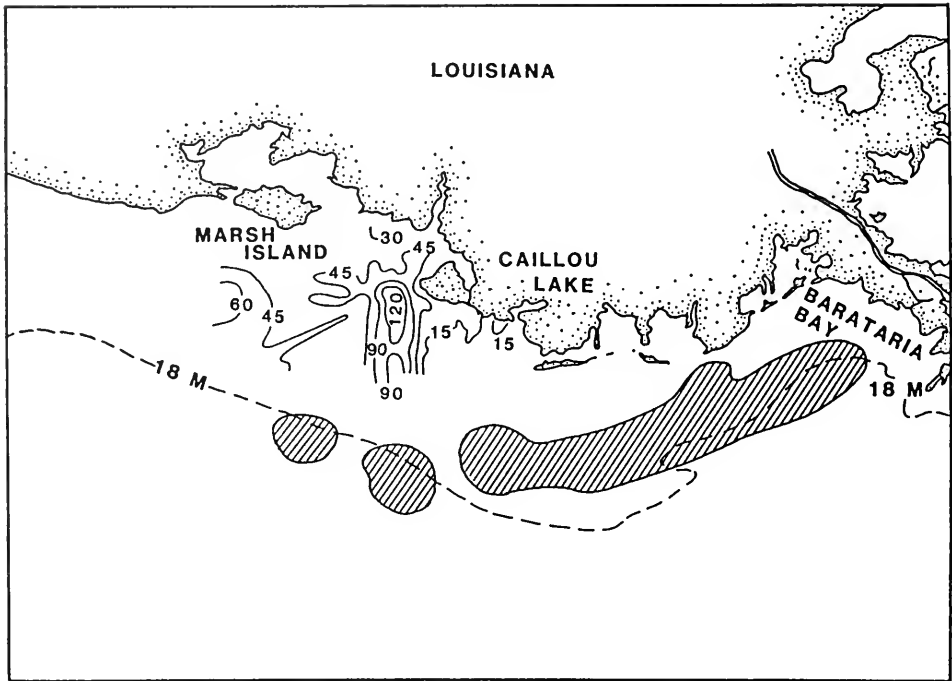 LOUISIANA
MARSH
ISLAND
30
45
45
CAILLOU
LAKE
60
45
120
15
15
90
90
BARATARIA
BAY
18 M
18 M